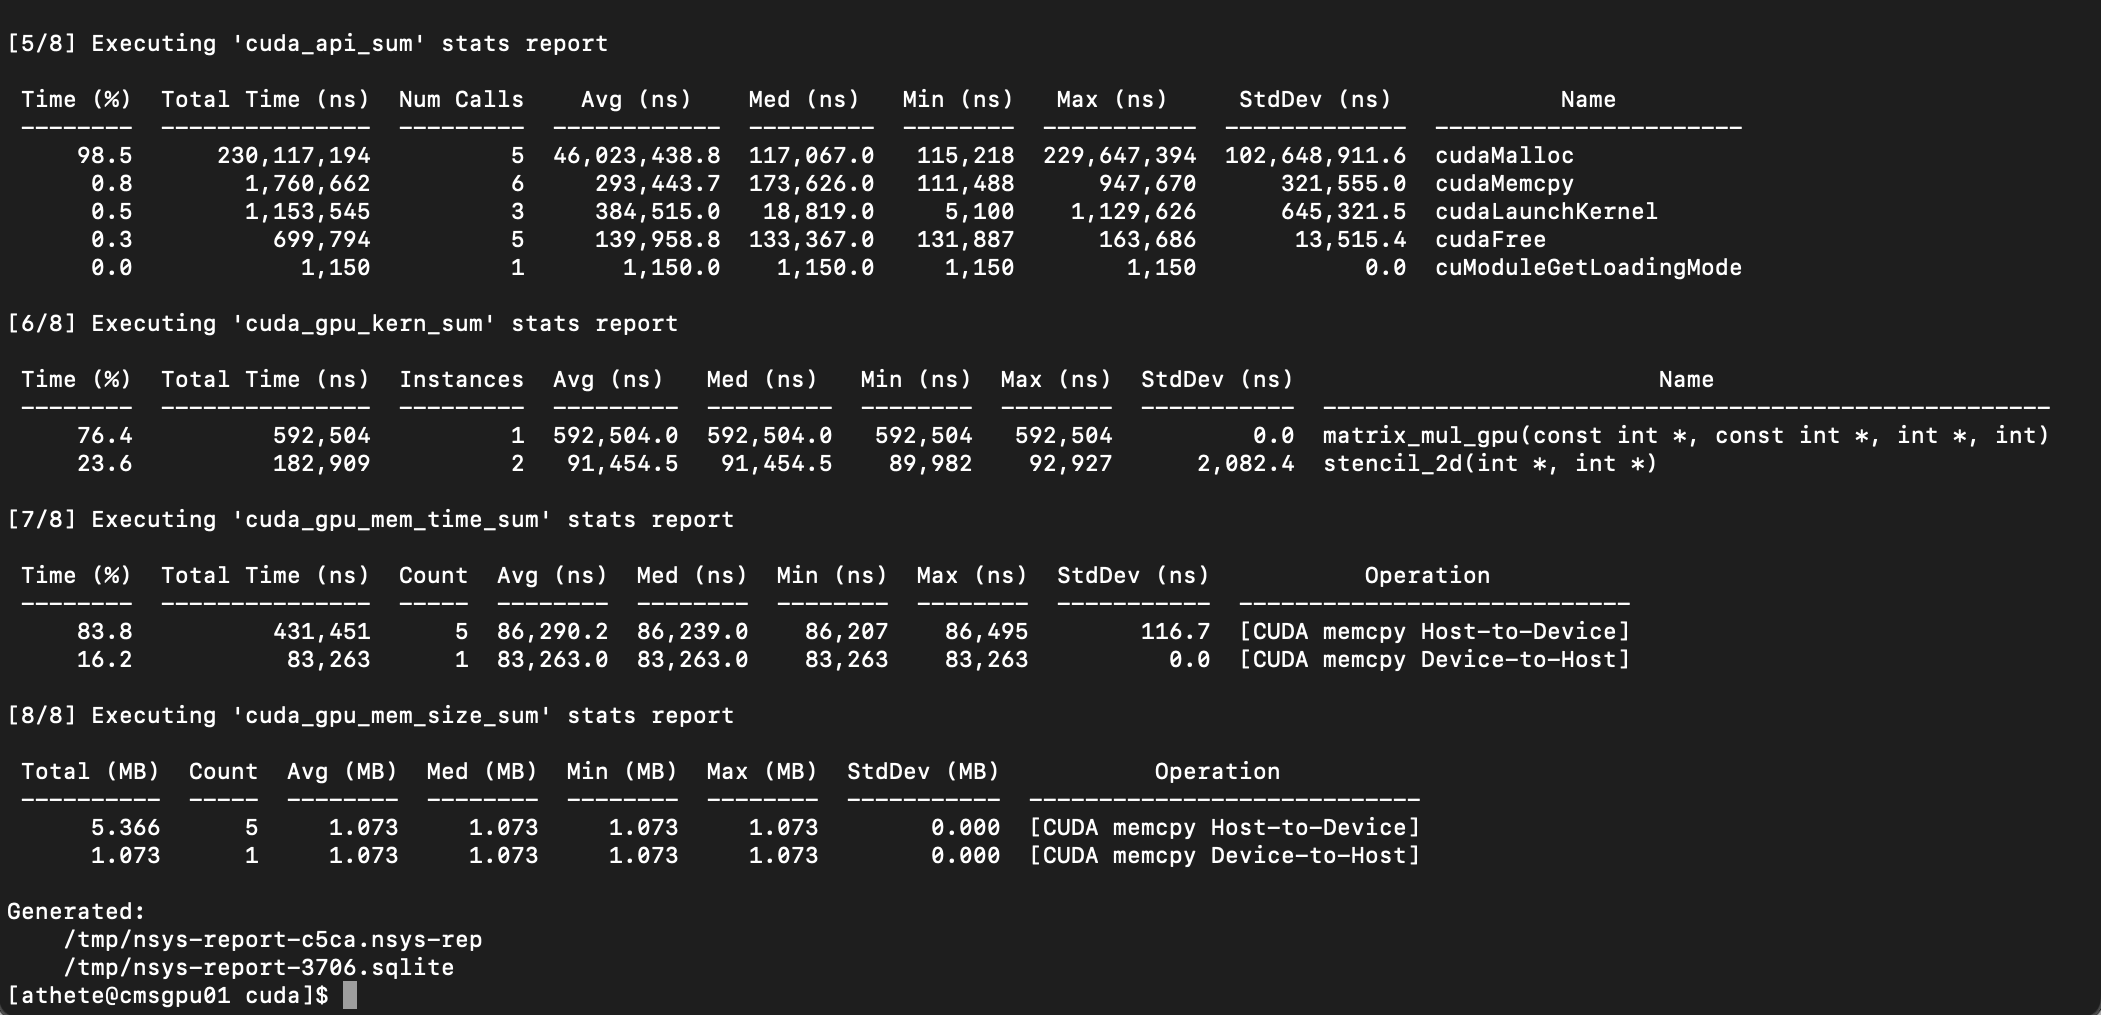 [5/8] Executing 'cuda_api_sum' stats report
Time (%)  Total Time (ns)  Num Calls    Avg (ns)    Med (ns)   Min (ns)   Max (ns)     StdDev (ns)            Name
--------  ---------------  ---------  ------------  ---------  --------  -----------  -------------  ----------------------
98.5      230,117,194          5  46,023,438.8  117,067.0   115,218  229,647,394  102,648,911.6  cudaMalloc
0.8        1,760,662          6     293,443.7  173,626.0   111,488      947,670      321,555.0  cudaMemcpy
0.5        1,153,545          3     384,515.0   18,819.0     5,100    1,129,626      645,321.5  cudaLaunchKernel
0.3          699,794          5     139,958.8  133,367.0   131,887      163,686       13,515.4  cudaFree
0.0            1,150          1       1,150.0    1,150.0     1,150        1,150            0.0  cuModuleGetLoadingMode
[6/8] Executing 'cuda_gpu_kern_sum' stats report
Time (%)  Total Time (ns)  Instances  Avg (ns)   Med (ns)   Min (ns)  Max (ns)  StdDev (ns)                          Name
--------  ---------------  ---------  ---------  ---------  --------  --------  -----------  ----------------------------------------------------
76.4          592,504          1  592,504.0  592,504.0   592,504   592,504          0.0  matrix_mul_gpu(const int *, const int *, int *, int)
23.6          182,909          2   91,454.5   91,454.5    89,982    92,927      2,082.4  stencil_2d(int *, int *)
[7/8] Executing 'cuda_gpu_mem_time_sum' stats report
Time (%)  Total Time (ns)  Count  Avg (ns)  Med (ns)  Min (ns)  Max (ns)  StdDev (ns)           Operation
--------  ---------------  -----  --------  --------  --------  --------  -----------  ----------------------------
83.8          431,451      5  86,290.2  86,239.0    86,207    86,495        116.7  [CUDA memcpy Host-to-Device]
16.2           83,263      1  83,263.0  83,263.0    83,263    83,263          0.0  [CUDA memcpy Device-to-Host]
[8/8] Executing 'cuda_gpu_mem_size_sum' stats report
Total (MB)  Count  Avg (MB)  Med (MB)  Min (MB)  Max (MB)  StdDev (MB)           Operation
----------  -----  --------  --------  --------  --------  -----------  ----------------------------
5.366      5     1.073     1.073     1.073     1.073        0.000  [CUDA memcpy Host-to-Device]
1.073      1     1.073     1.073     1.073     1.073        0.000  [CUDA memcpy Device-to-Host]
Generated:
/tmp/nsys-report-c5ca.nsys-rep
/tmp/nsys-report-3706.sqlite
[athete@cmsgpu01 cuda]$